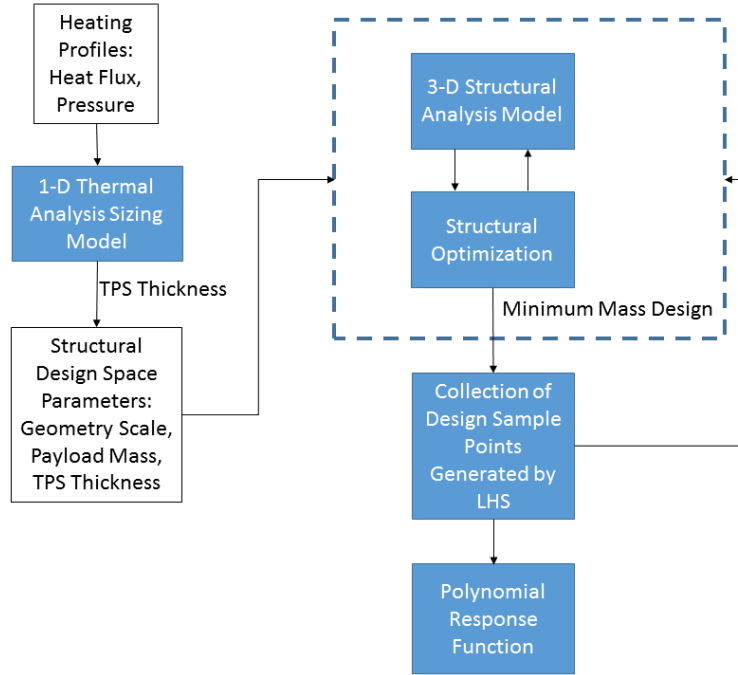 Heating
Profiles:
Heat Flux,
Pressure
1-D Thermal
Analysis Sizing
Model
TPS Thickness
Structural
Design Space
Parameters:
Geometry Scale,
Payload Mass,
TPS Thickness
3-D Structural
Analysis Model
Structural
Optimization
Minimum Mass Design
Collection of
Design Sample
Points
Generated by
LHS
Polynomial
Response
Function